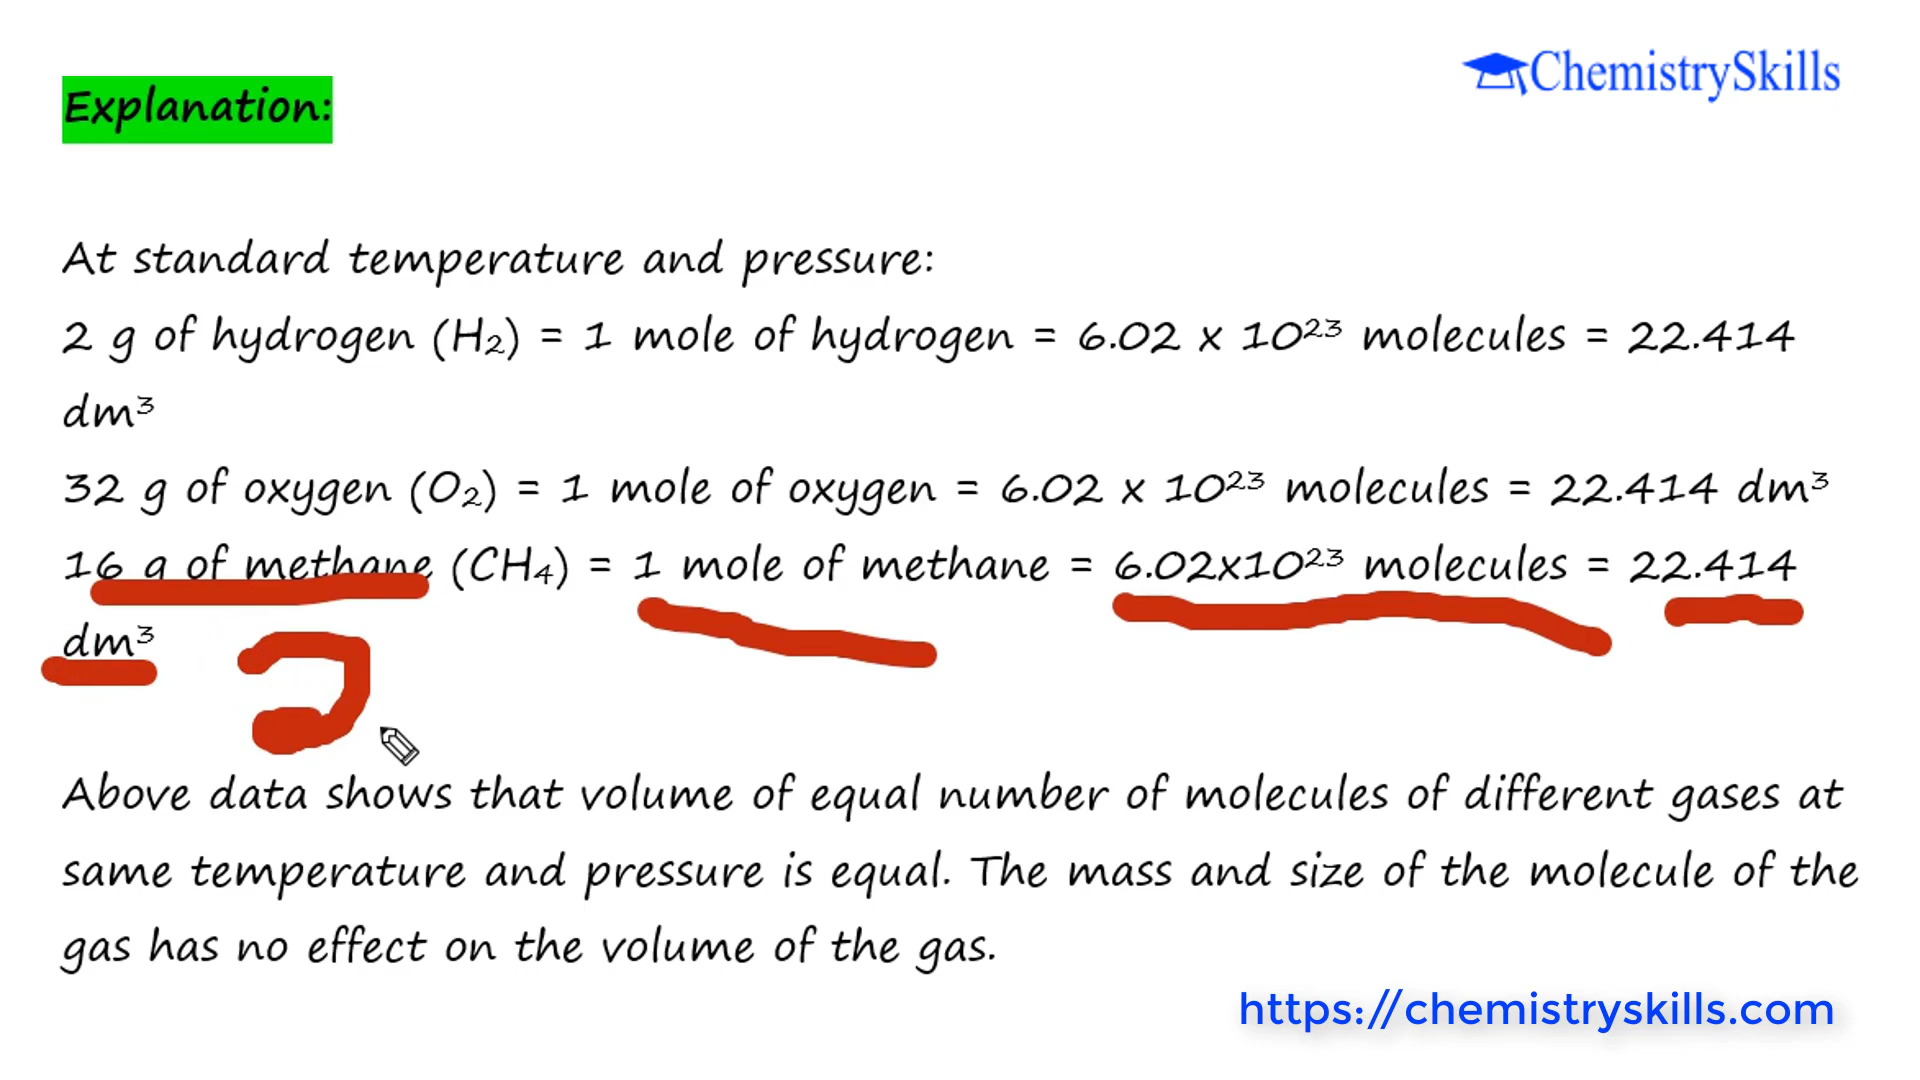 ChemistrySkills
Explanation:
At standard temperature and pressure:
2 g of hydrogen (H₂) = 1 mole of hydrogen = 6.02 x 10²³ molecules = 22.414
dm³
32 g of oxygen (O₂) = 1 mole of oxygen = 6.02 x 10²³ molecules = 22.414 dm³
16 g of methane (CH₄) = 1 mole of methane = 6.02x10²³ molecules = 22.414
dm³
Above data shows that volume of equal number of molecules of different gases at
same temperature and pressure is equal. The mass and size of the molecule of the
gas has no effect on the volume of the gas.
https://chemistryskills.com